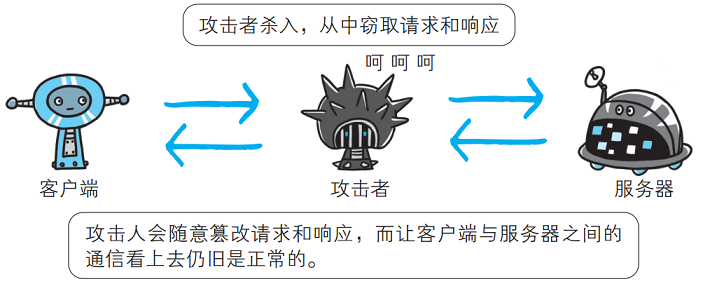 攻击者杀入，从中窃取请求和响应
呵 呵 呵
客户端
攻击者
服务器
攻击人会随意篡改请求和响应，而让客户端与服务器之间的
通信看上去仍旧是正常的。